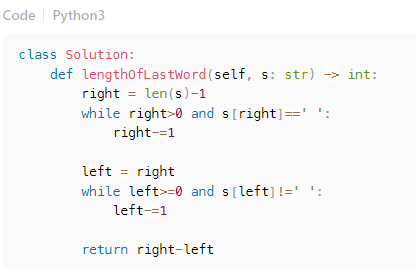 Code | Python3
class Solution:
    def lengthOfLastWord(self, s: str) -> int:
        right = len(s)-1
        while right>0 and s[right]==' ':
            right-=1

        left = right
        while left>=0 and s[left]!=' ':
            left-=1

        return right-left